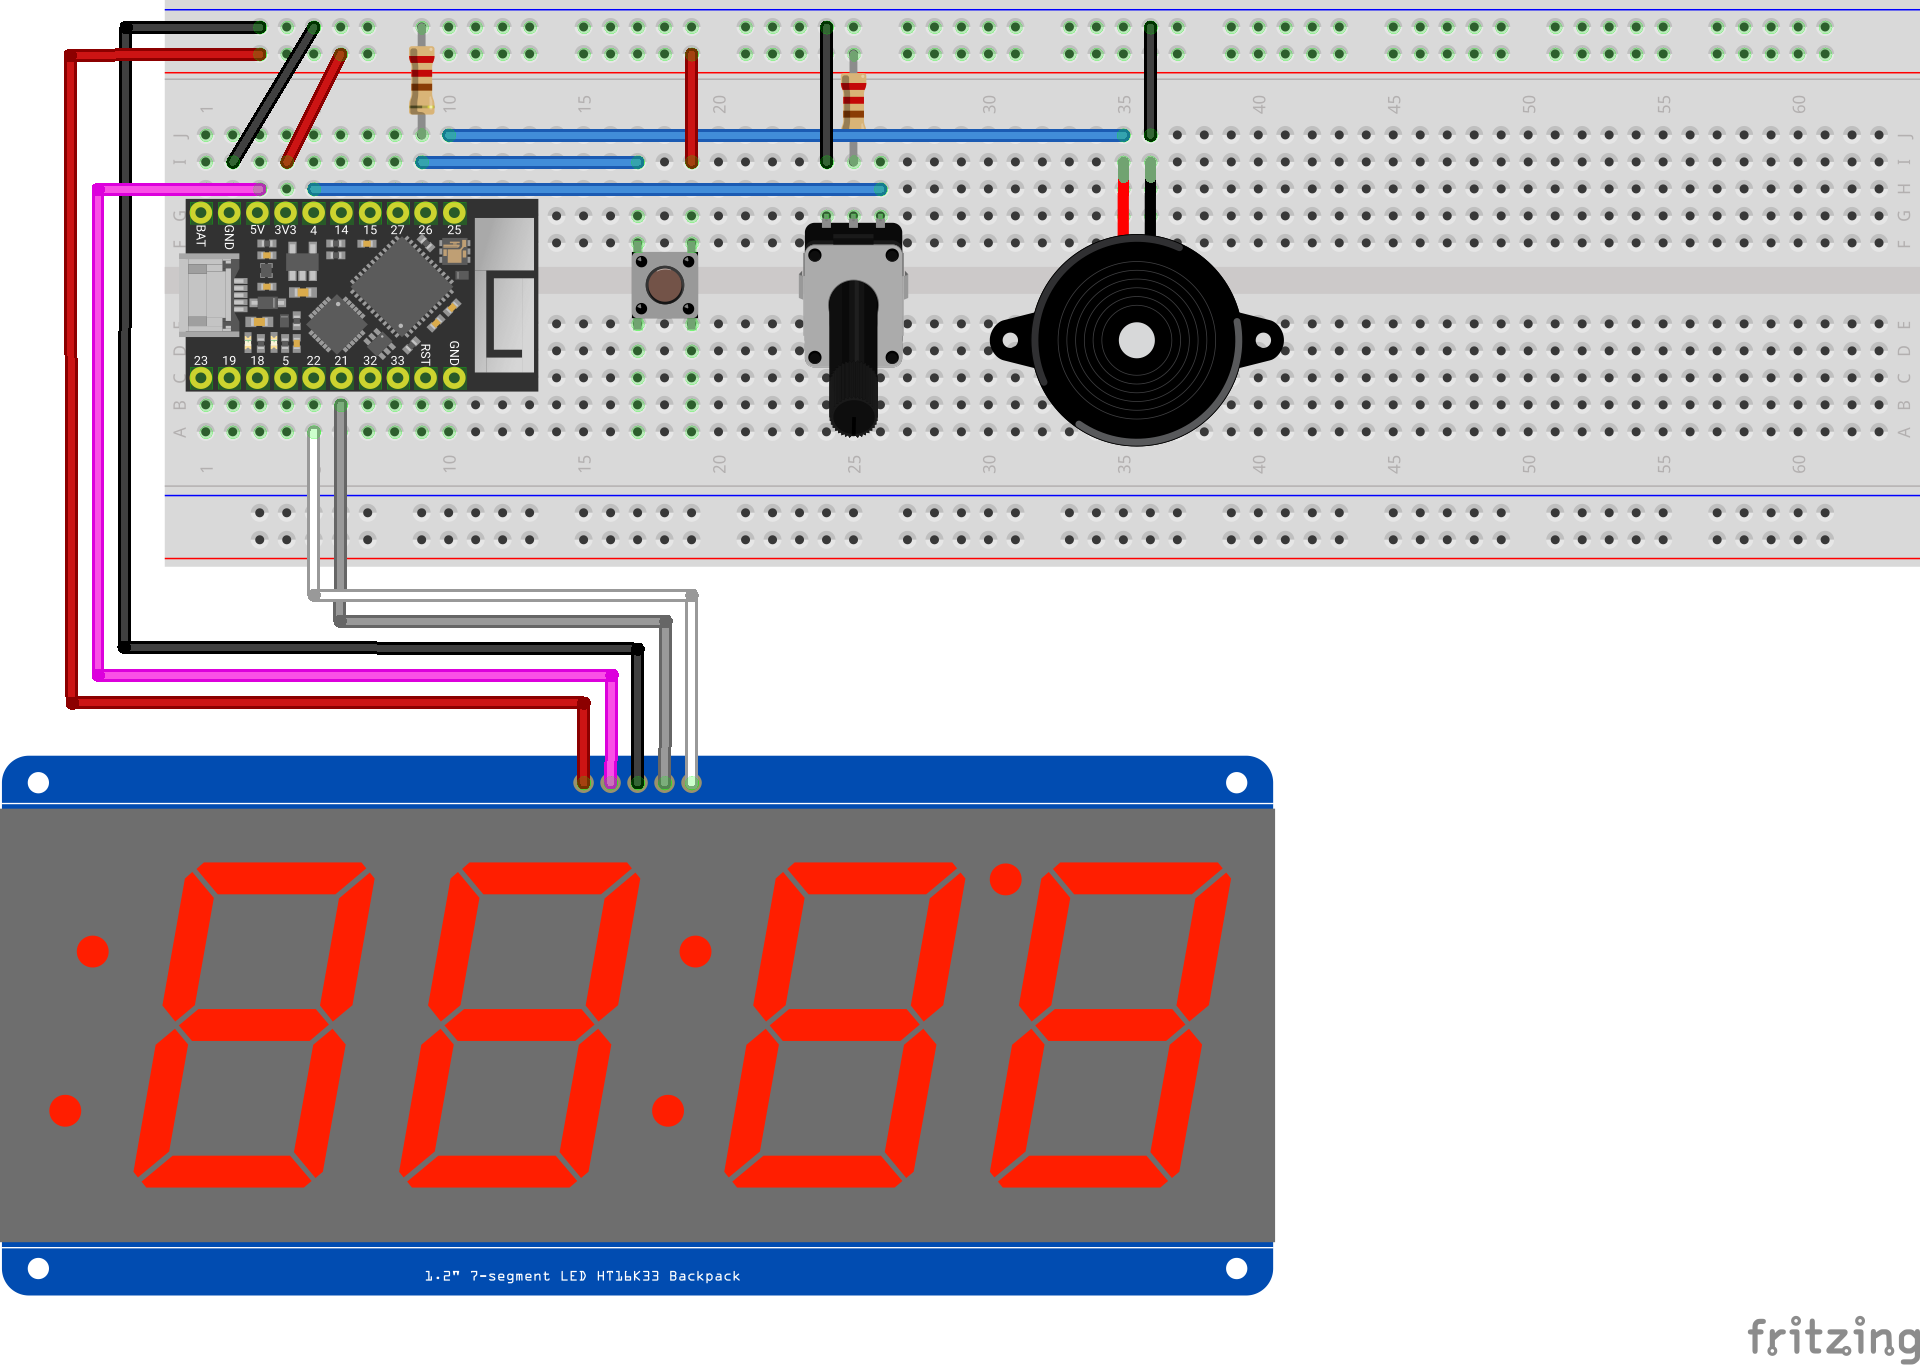 1 5 10 15 20 25 30 35 40 45 50 55 60
J J
I I
H H
G G
F F
BAT GND 5V 3V3 4 14 15 27 26 25
E E
D D
23 19 18 5 22 21 32 33 RST GND
C C
B B
A A
1 10 15 20 25 30 35 40 45 50 55 60
1.2" 7-segment LED HT16K33 Backpack
fritzing